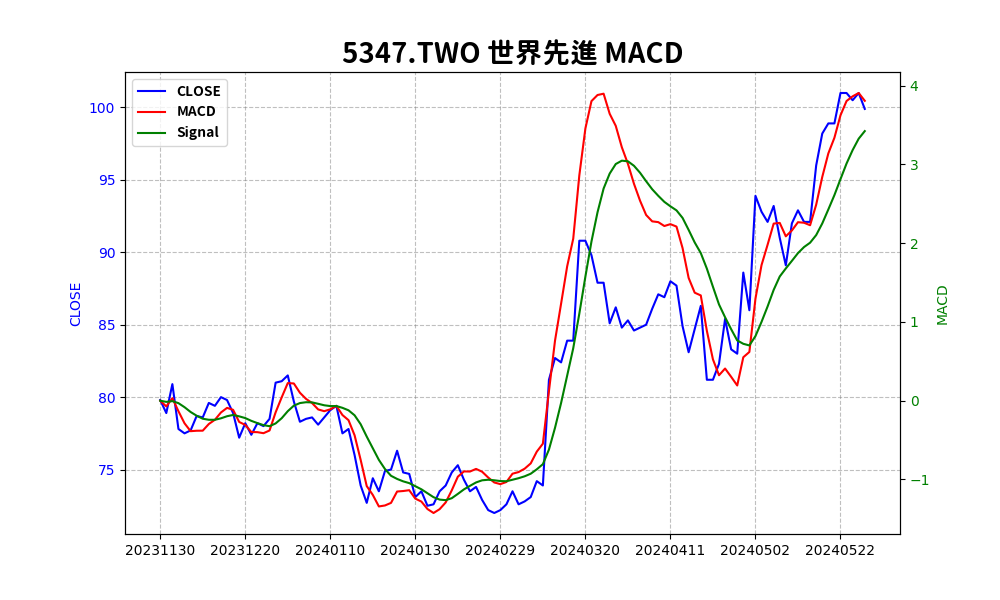 5347.TWO 世界先進 MACD
CLOSE
MACD
Signal
100
95
90
85
80
75
CLOSE
4
3
2
1
0
−1
MACD
20231130 20231220 20240110 20240130 20240229 20240320 20240411 20240502 20240522